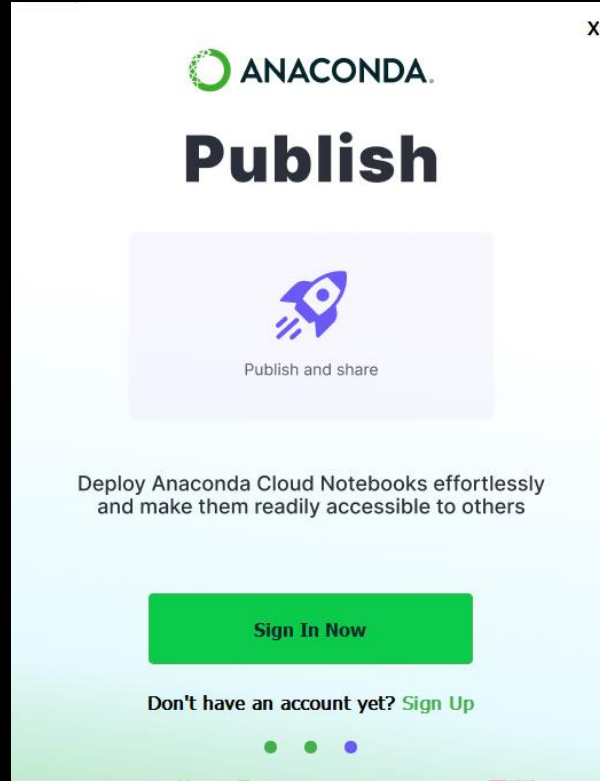 X
ANACONDA.
Publish
Publish and share
Deploy Anaconda Cloud Notebooks effortlessly
and make them readily accessible to others
Sign In Now
Don't have an account yet? Sign Up